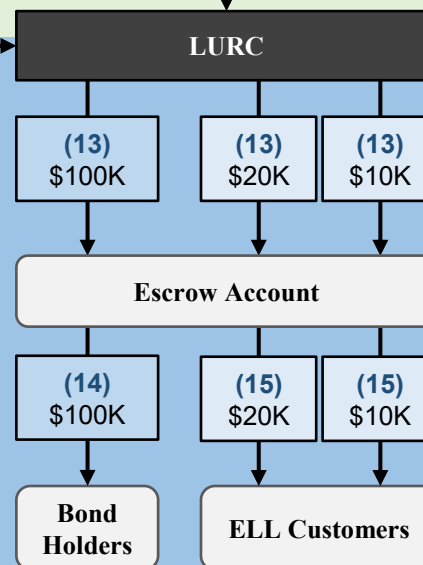 LURC
(13) (13) (13)
$100K $20K $10K
Escrow Account
(14) (15) (15)
$100K $20K $10K
Bond
Holders
ELL Customers